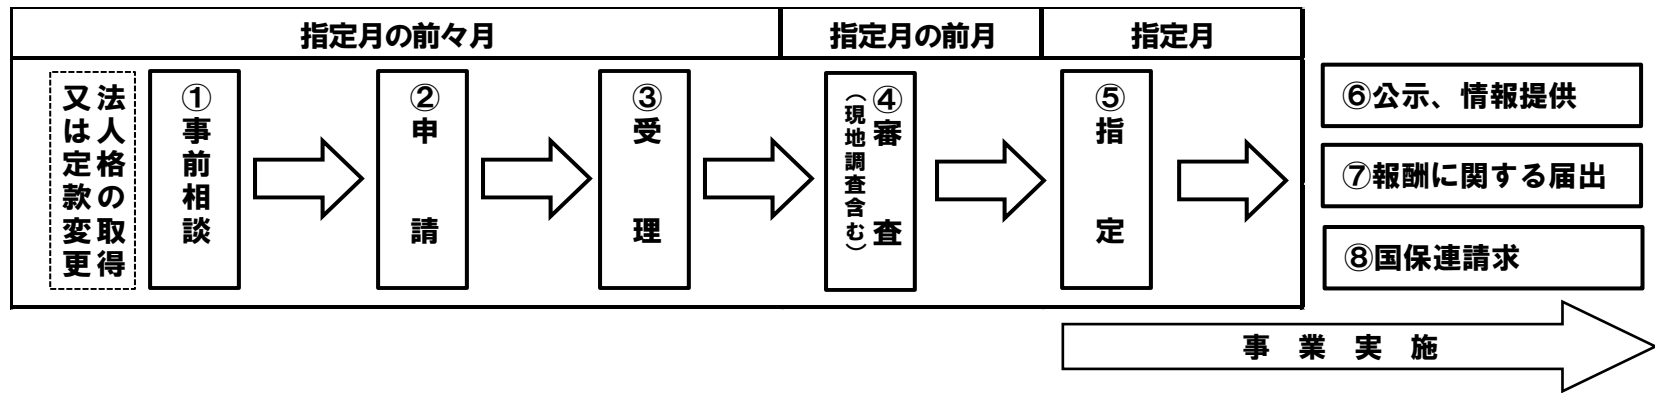 指定月の前々月
指定月の前月
指定月
法人格の取得
又は定款変更
①事前相談
②申請
③受理
④審査
（現地調査含む）
⑤指定
⑥公示、情報提供
⑦報酬に関する届出
⑧国保連請求
事業実施